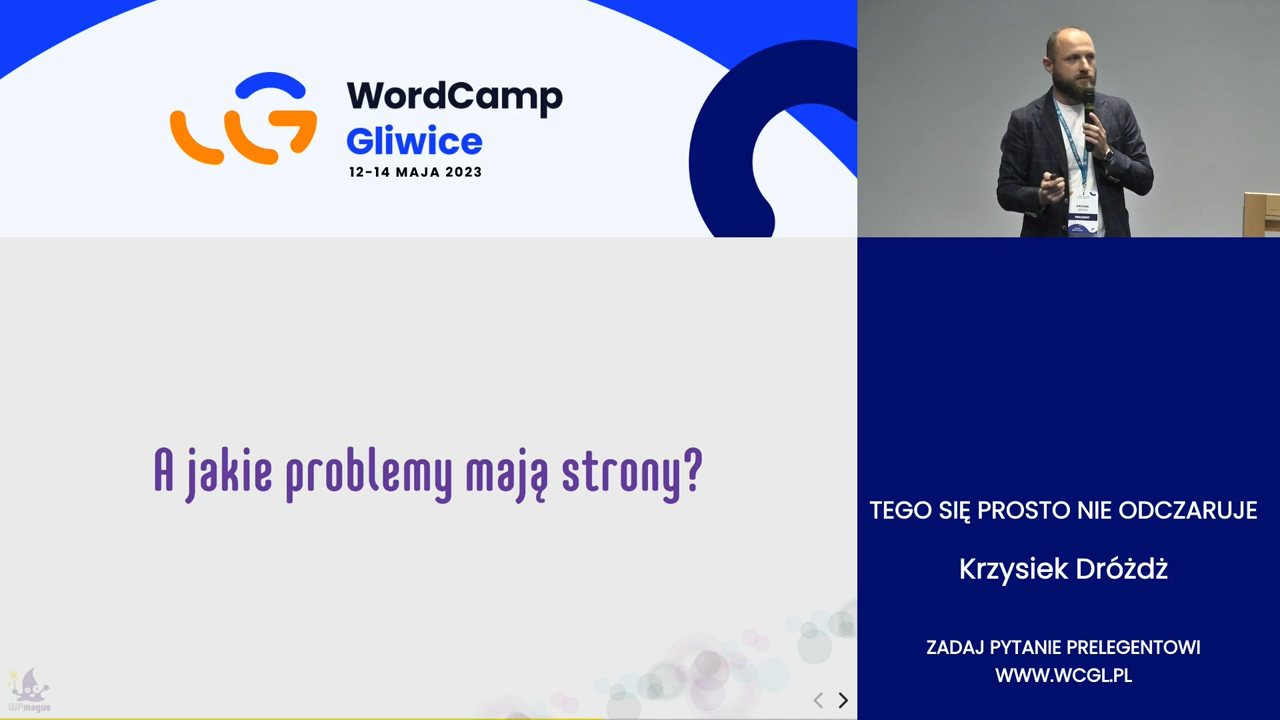 WordCamp
Gliwice
12-14 MAJA 2023
A jakie problemy mają strony?
TEGO SIĘ PROSTO NIE ODCZARUJE
Krzysiek Dróżdż
ZADAJ PYTANIE PRELEGENTOWI
WWW.WCGL.PL
WPmagus